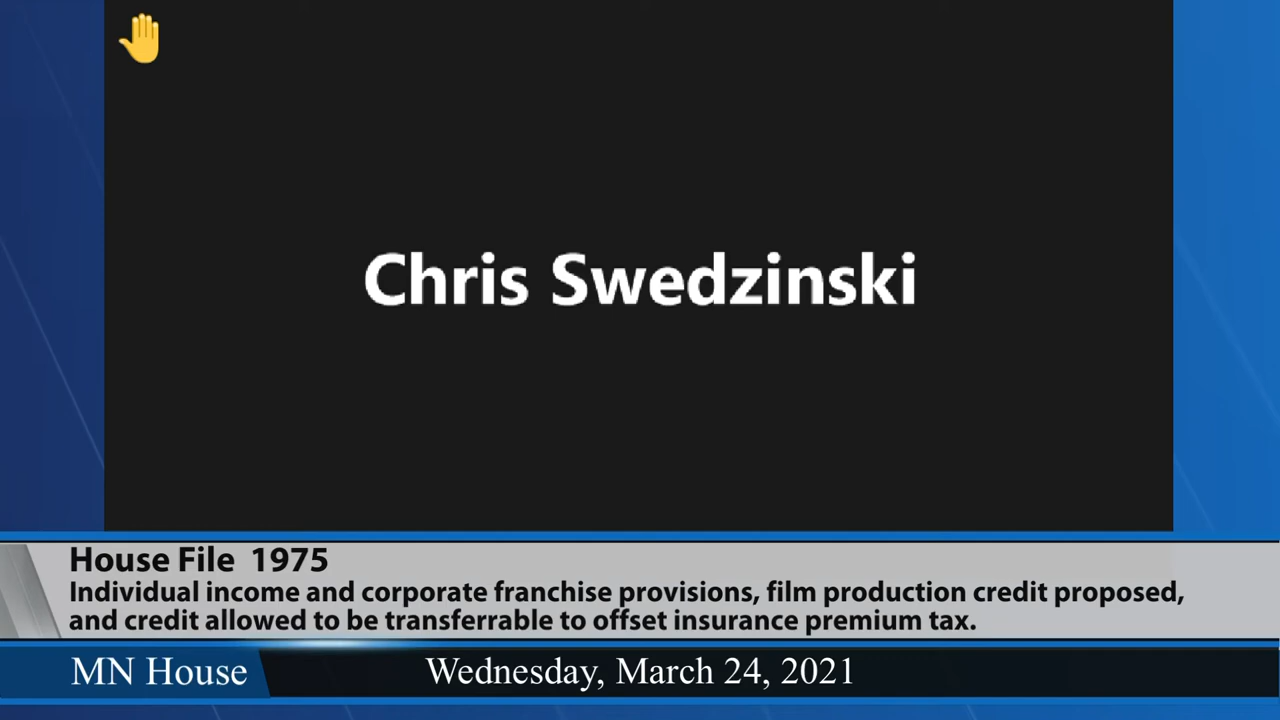 Chris Swedzinski
House File 1975
Individual income and corporate franchise provisions, film production credit proposed,
and credit allowed to be transferrable to offset insurance premium tax.
MN House
Wednesday, March 24, 2021